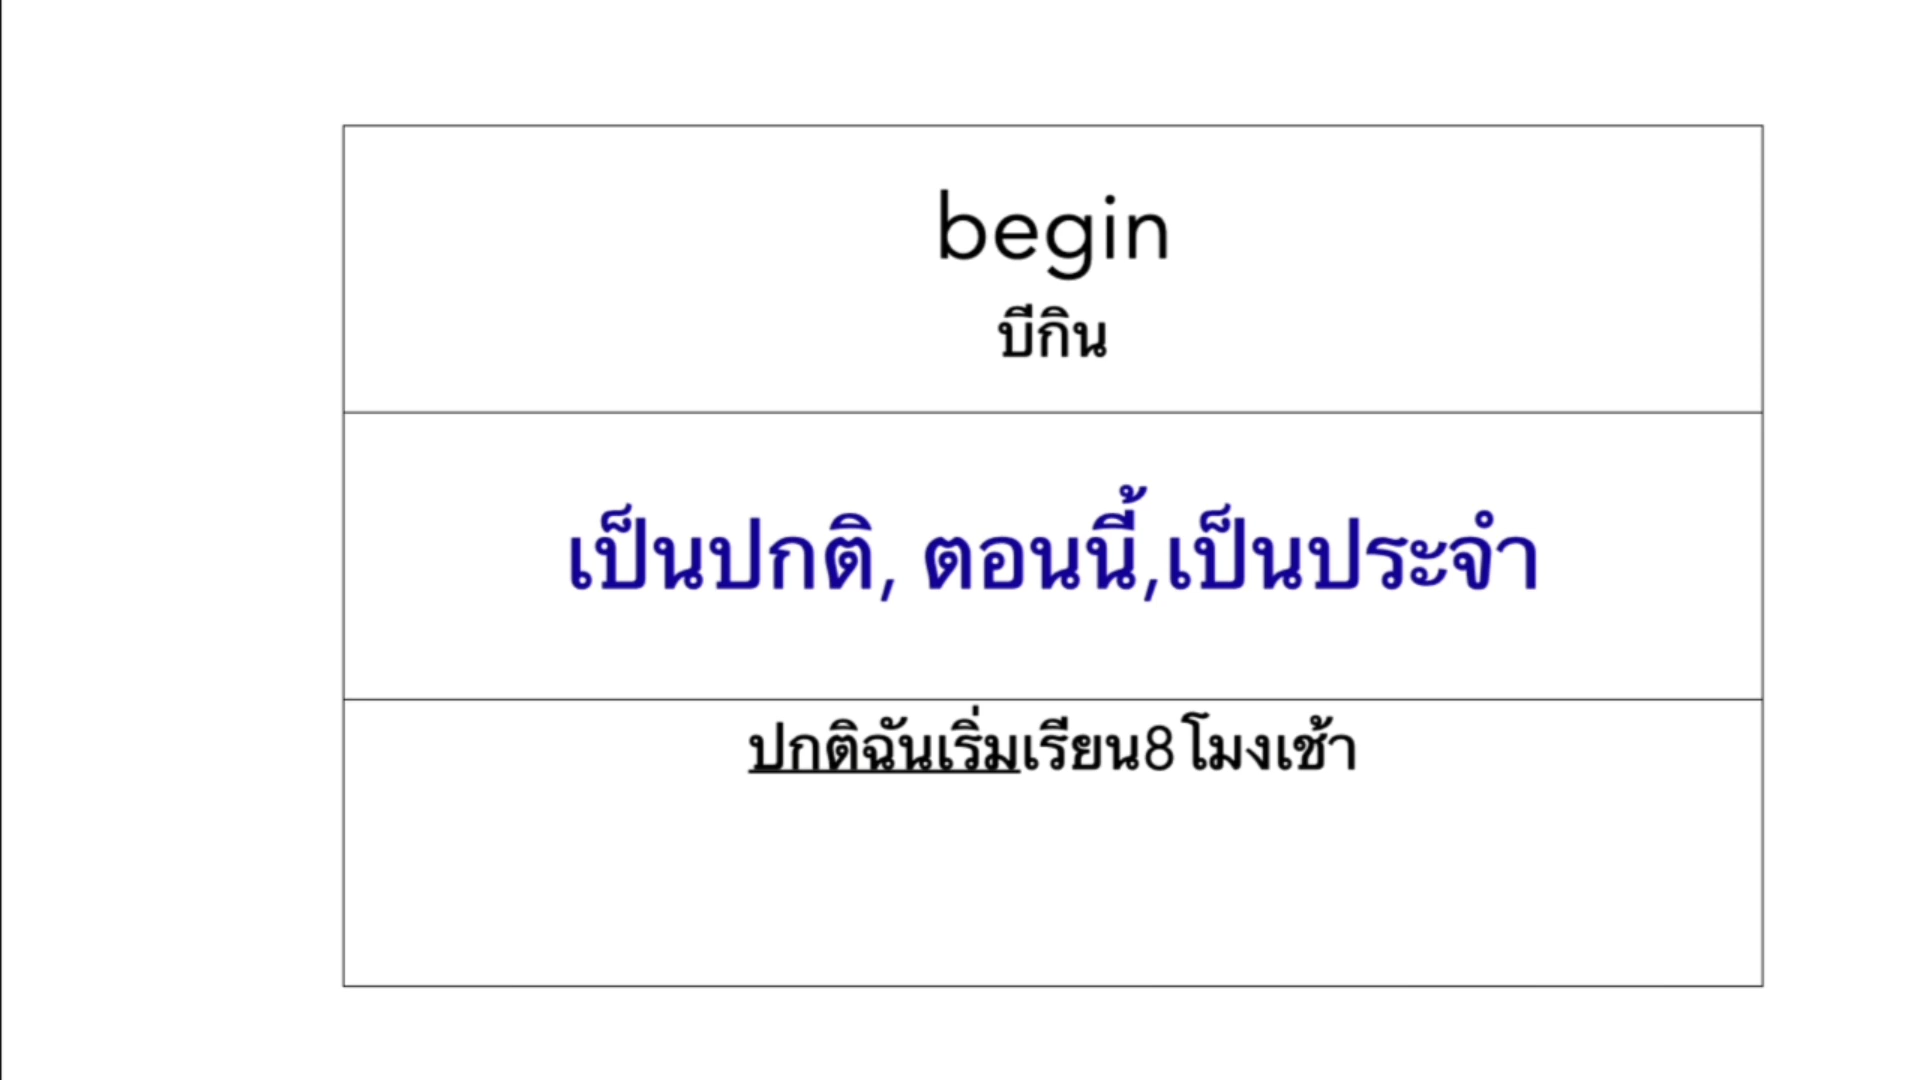 begin
บีกิน
เป็นปกติ, ตอนนี้,เป็นประจำ
ปกติฉันเริ่มเรียน8โมงเช้า